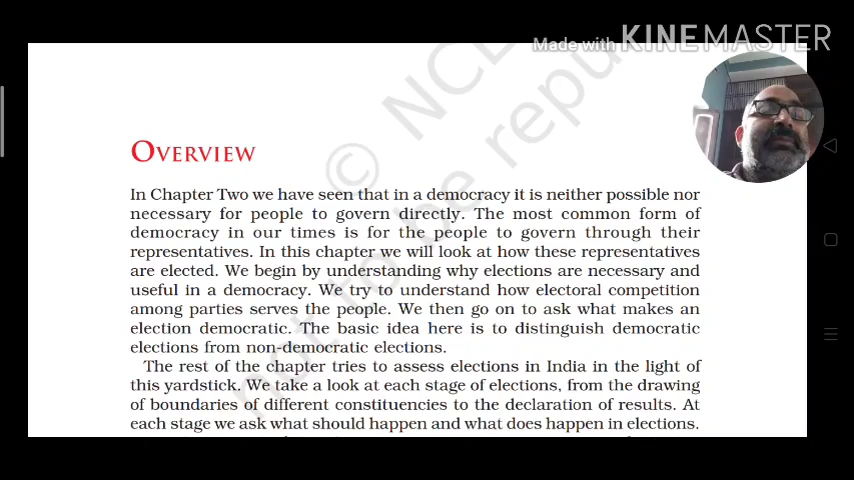 Made with KINEMASTER
© NCE
not to be repu
OVERVIEW
In Chapter Two we have seen that in a democracy it is neither possible nor
necessary for people to govern directly. The most common form of
democracy in our times is for the people to govern through their
representatives. In this chapter we will look at how these representatives
are elected. We begin by understanding why elections are necessary and
useful in a democracy. We try to understand how electoral competition
among parties serves the people. We then go on to ask what makes an
election democratic. The basic idea here is to distinguish democratic
elections from non-democratic elections.
The rest of the chapter tries to assess elections in India in the light of
this yardstick. We take a look at each stage of elections, from the drawing
of boundaries of different constituencies to the declaration of results. At
each stage we ask what should happen and what does happen in elections.